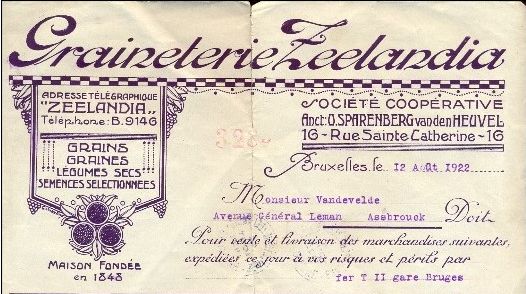 Graineterie Zeelandia
ADRESSE TÉLÉGRAPHIQUE
"ZEELANDIA"
Téléphone: B. 9146
GRAINS
GRAINES
LÉGUMES SECS
SEMENCES SÉLECTIONNÉES
MAISON FONDÉE
en 1848
SOCIÉTÉ COOPÉRATIVE
Anct: O. SPARENBERG van den HEUVEL
16 - Rue Sainte Catherine - 16
Bruxelles, le 12 Août 1922
Monsieur Vandevelde
Avenue Général Leman Assbrouck Doit
Pour vente et livraison des marchandises suivantes,
expédiées ce jour à vos risques et périls par
fer T II gare Bruges